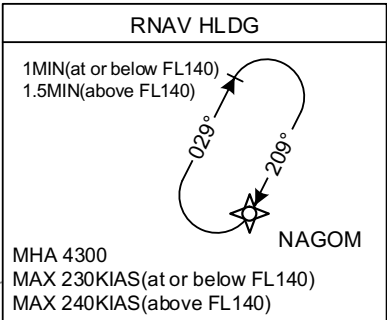 RNAV HLDG
1MIN(at or below FL140)
1.5MIN(above FL140)
029°
209°
NAGOM
MHA 4300
MAX 230KIAS(at or below FL140)
MAX 240KIAS(above FL140)